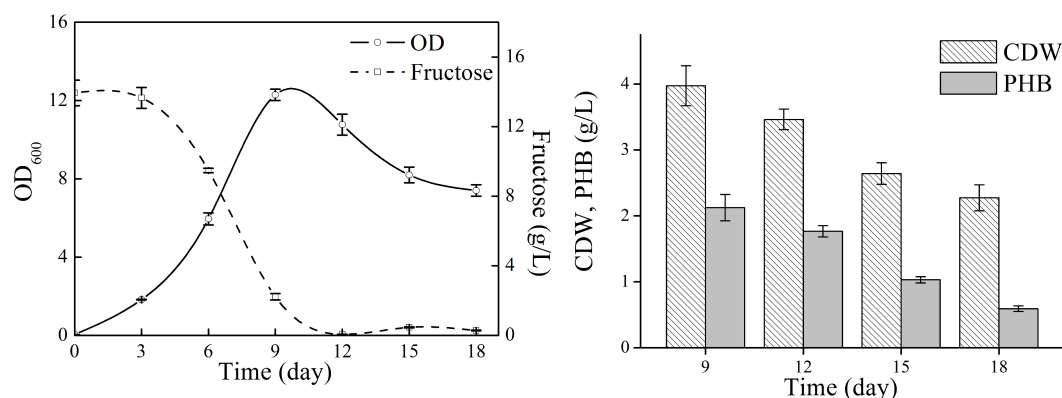 16
12
8
4
0
OD600
OD
Fructose
16
12
8
4
0
Fructose (g/L)
0 3 6 9 12 15 18
Time (day)
4
3
2
1
0
CDW, PHB (g/L)
CDW
PHB
9 12 15 18
Time (day)